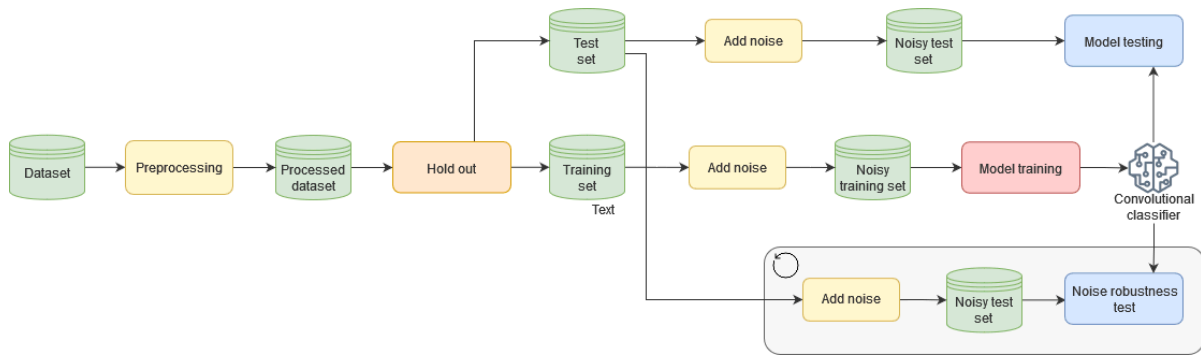 Test
set
Add noise
Noisy test
set
Model testing
Dataset
Preprocessing
Processed
dataset
Hold out
Training
set
Text
Add noise
Noisy
training set
Model training
Convolutional
classifier
Add noise
Noisy test
set
Noise robustness
test